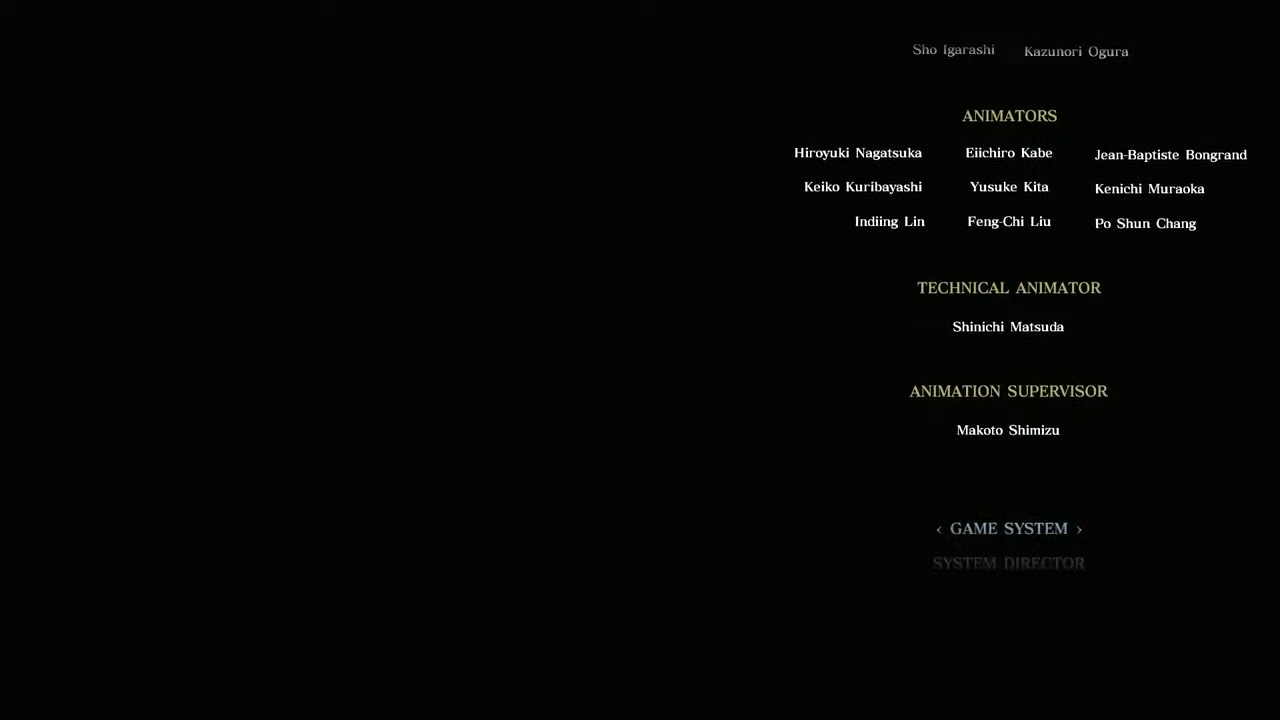 Sho Igarashi Kazunori Ogura
ANIMATORS
Hiroyuki Nagatsuka Eiichiro Kabe Jean-Baptiste Bongrand
Keiko Kuribayashi Yusuke Kita Kenichi Muraoka
Indiing Lin Feng-Chi Liu Po Shun Chang
TECHNICAL ANIMATOR
Shinichi Matsuda
ANIMATION SUPERVISOR
Makoto Shimizu
‹ GAME SYSTEM ›
SYSTEM DIRECTOR